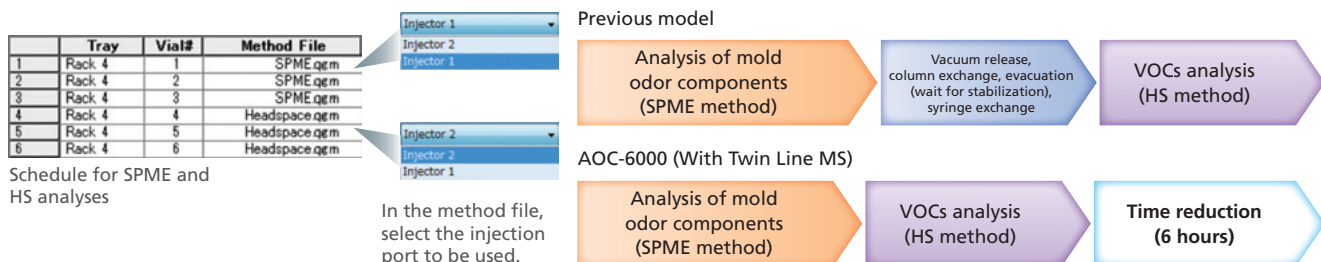 Tray Vial# Method File
1 Rack 4 1 SPME.qgm
2 Rack 4 2 SPME.qgm
3 Rack 4 3 SPME.qgm
4 Rack 4 4 Headspace.qgm
5 Rack 4 5 Headspace.qgm
6 Rack 4 6 Headspace.qgm
Schedule for SPME and
HS analyses
Injector 1
Injector 2
Injector 1
Injector 2
Injector 2
Injector 1
In the method file,
select the injection
port to be used.
Previous model
Analysis of mold
odor components
(SPME method)
Vacuum release,
column exchange, evacuation
(wait for stabilization),
syringe exchange
VOCs analysis
(HS method)
AOC-6000 (With Twin Line MS)
Analysis of mold
odor components
(SPME method)
VOCs analysis
(HS method)
Time reduction
(6 hours)